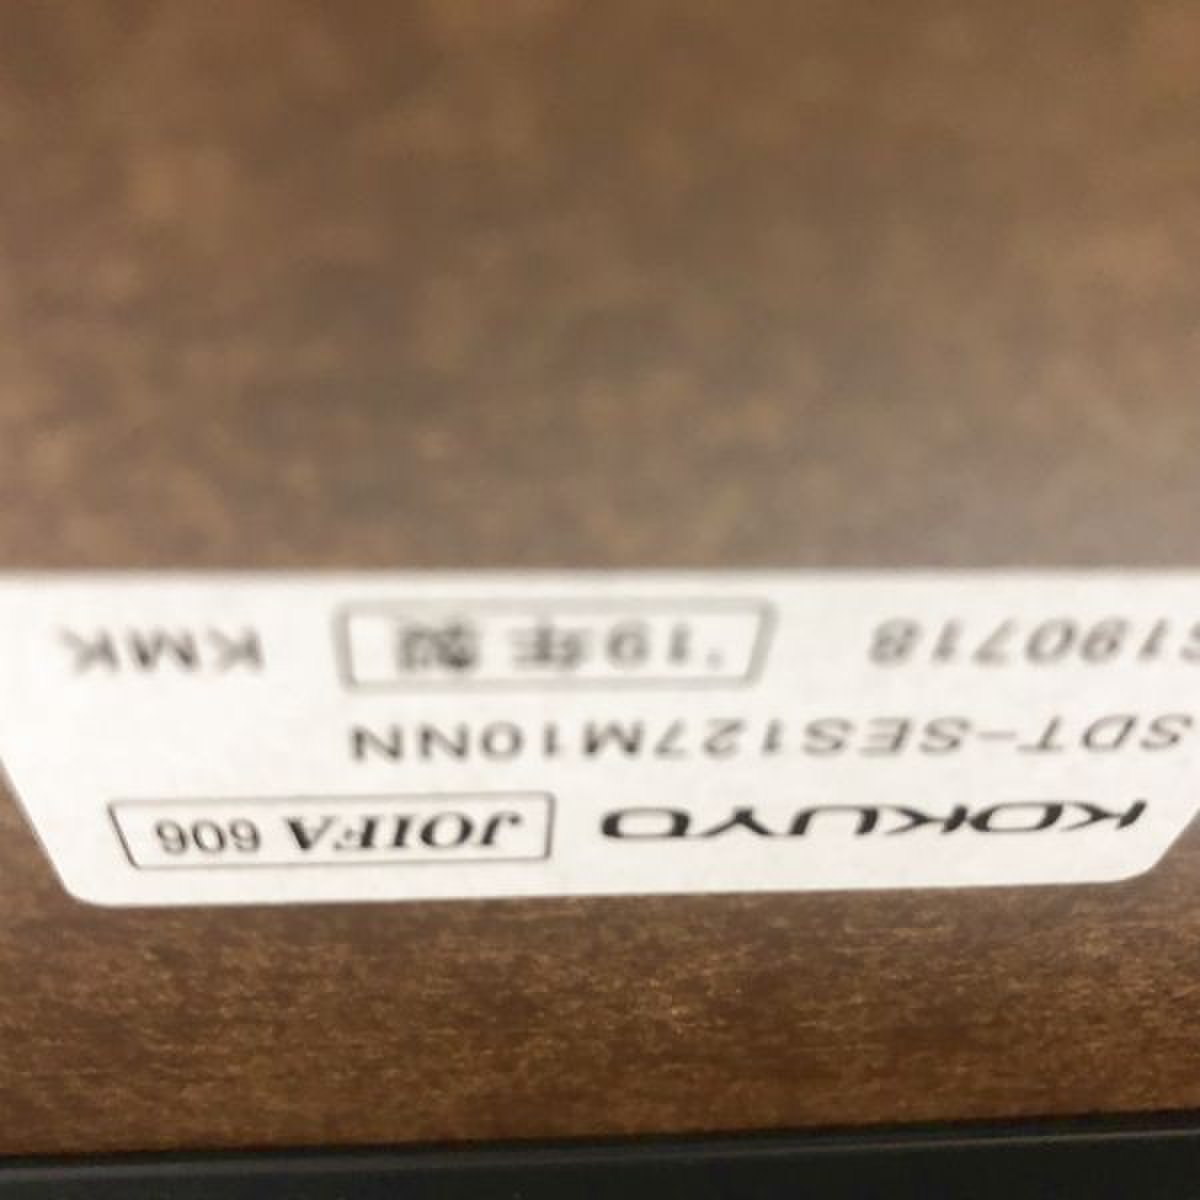 KOKUYO JOIFA 606
SDT-SES127M10NN
190718 '19年製 KMK